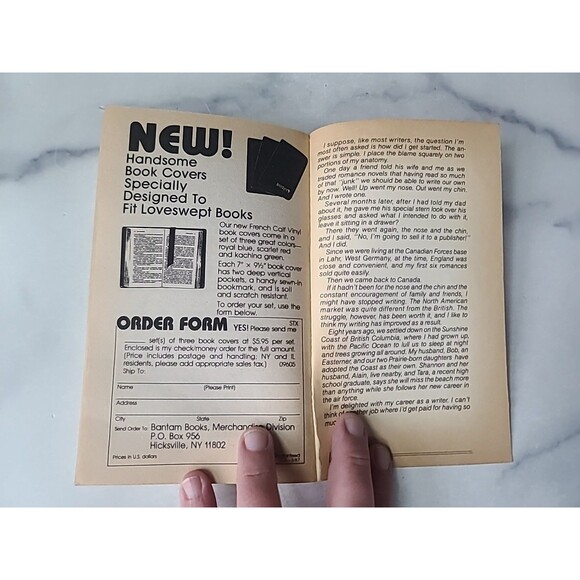 NEW!
Handsome
Book Covers
Specially
Designed To
Fit Loveswept Books
Our new French Calf Vinyl
book covers come in a
set of three great colors—
royal blue, scarlet red
and kachina green.
Each 7" × 9½" book cover
has two deep vertical
pockets, a handy sewn-in
bookmark, and is soil
and scratch resistant.
To order your set, use the
form below.
ORDER FORM YES! Please send me
STX
set(s) of three book covers at $5.95 per set.
Enclosed is my check/money order for the full amount.
(Price includes postage and handling; NY and IL
residents, please add appropriate sales tax.) (09605
Ship To:
Name (Please Print)
Address
City State Zip
Send Order To: Bantam Books, Merchandise Division
P.O. Box 956
Hicksville, NY 11802
Prices in U.S. dollars
I suppose, like most writers, the question I'm
most often asked is how did I get started. The an-
swer is simple. I place the blame squarely on two
portions of my anatomy.
One day a friend told his wife and me as we
traded romance novels that having read so much
of that "junk" we should be able to write our own
by now. Well! Up went my nose. Out went my chin.
And I wrote one.
Several months later, after I had told my dad
about it, he gave me his special stern look over his
glasses and asked what I intended to do with it,
leave it sitting in a drawer?
There they went again, the nose and the chin,
and I said, "No, I'm going to sell it to a publisher!"
And I did.
Since we were living at the Canadian Forces base
in Lahr, West Germany, at the time, England was
close and convenient, and my first six romances
sold quite easily.
Then we came back to Canada.
If it hadn't been for the nose and chin and the
constant encouragement of family and friends, I
might have stopped writing. The North American
market was quite different from the British. The
struggle, however, has been worth it, and I like to
think my writing has improved as a result.
Eight years ago, we settled down on the Sunshine
Coast of British Columbia, where I had grown up,
with the Pacific Ocean to lull us to sleep at night
and trees growing all around. My husband, Bob, an
Easterner, and our two daughters have
adopted the Coast as their own. Shannon and her
husband, Alain, live nearby, and Tara, a recent high
school graduate, says she will miss the beach more
than anything while she follows her new career in
the air force.
I'm delighted with my career as a writer. I can't
think of another job where I'd get paid for having so